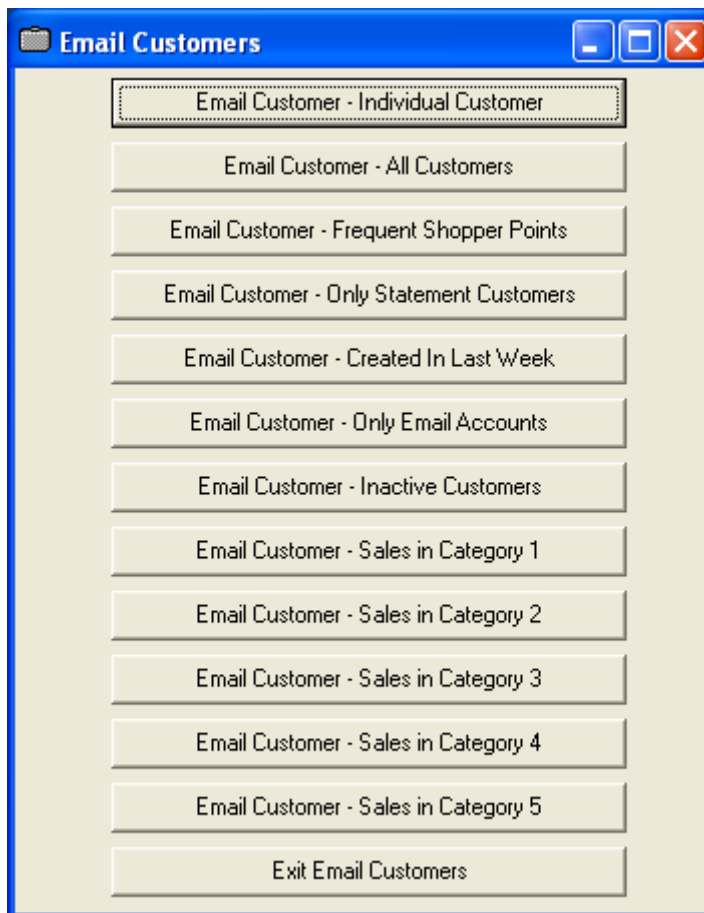 Email Customers
Email Customer - Individual Customer
Email Customer - All Customers
Email Customer - Frequent Shopper Points
Email Customer - Only Statement Customers
Email Customer - Created In Last Week
Email Customer - Only Email Accounts
Email Customer - Inactive Customers
Email Customer - Sales in Category 1
Email Customer - Sales in Category 2
Email Customer - Sales in Category 3
Email Customer - Sales in Category 4
Email Customer - Sales in Category 5
Exit Email Customers